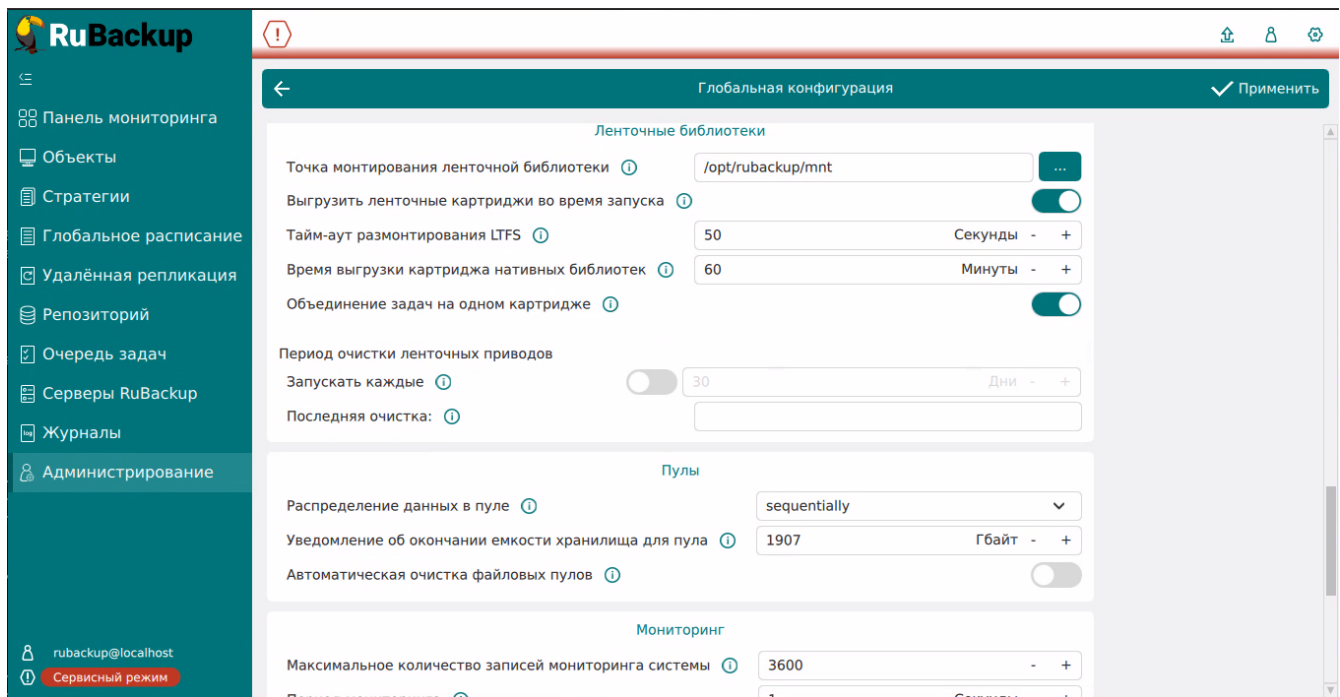 RuBackup
Глобальная конфигурация
Применить
Панель мониторинга
Объекты
Стратегии
Глобальное расписание
Удалённая репликация
Репозиторий
Очередь задач
Серверы RuBackup
Журналы
Администрирование
rubackup@localhost
Сервисный режим
Ленточные библиотеки
Точка монтирования ленточной библиотеки /opt/rubackup/mnt ...
Выгрузить ленточные картриджи во время запуска
Тайм-аут размонтирования LTFS 50 Секунды - +
Время выгрузки картриджа нативных библиотек 60 Минуты - +
Объединение задач на одном картридже
Период очистки ленточных приводов
Запускать каждые 30 Дни - +
Последняя очистка:
Пулы
Распределение данных в пуле sequentially
Уведомление об окончании емкости хранилища для пула 1907 Гбайт - +
Автоматическая очистка файловых пулов
Мониторинг
Максимальное количество записей мониторинга системы 3600 - +